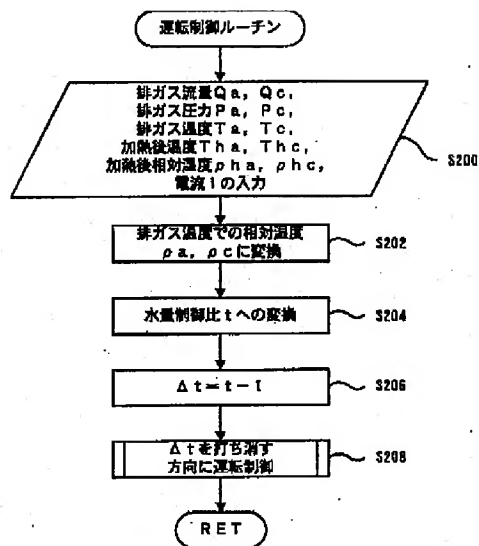 運転制御ルーチン
排ガス流量Qa, Qc,
排ガス圧力Pa, Pc,
排ガス温度Ta, Tc,
加熱後温度Tha, Thc,
加熱後相対湿度ρha, ρhc,
電流iの入力
S200
排ガス温度での相対湿度
ρa, ρcに変換
S202
水量制御比tへの変換
S204
Δt=t-1
S206
Δtを打ち消す
方向に運転制御
S208
RET